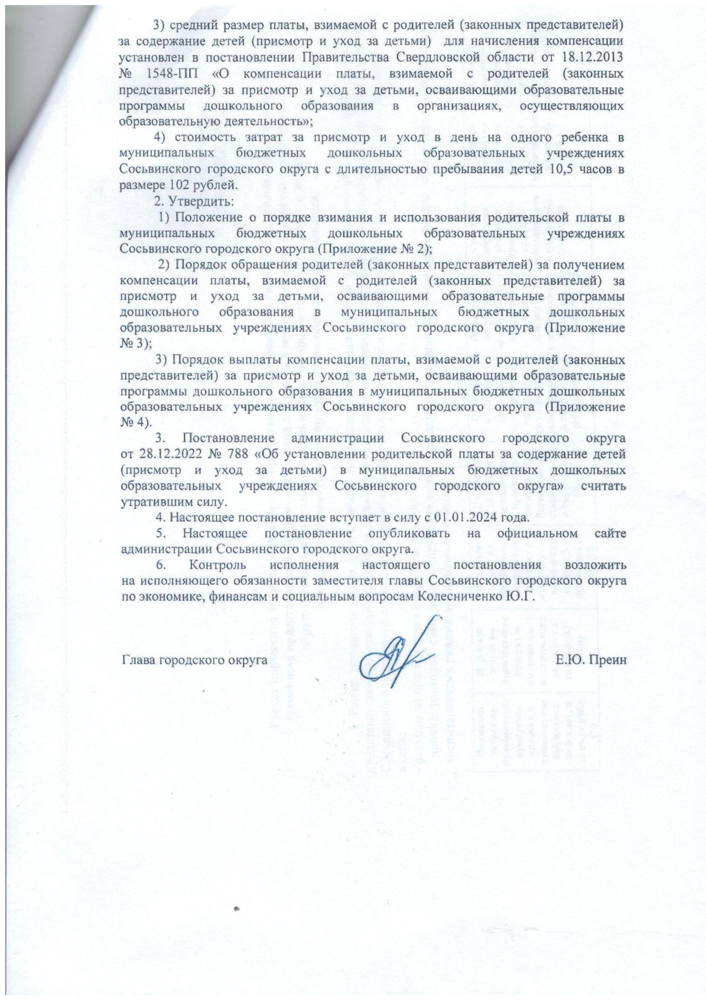 3) средний размер платы, взимаемой с родителей (законных представителей)
за содержание детей (присмотр и уход за детьми) для начисления компенсации
установлен в постановлении Правительства Свердловской области от 18.12.2013
№ 1548-ПП «О компенсации платы, взимаемой с родителей (законных
представителей) за присмотр и уход за детьми, осваивающими образовательные
программы дошкольного образования в организациях, осуществляющих
образовательную деятельность»;
4) стоимость затрат за присмотр и уход в день на одного ребенка в
муниципальных бюджетных дошкольных образовательных учреждениях
Сосьвинского городского округа с длительностью пребывания детей 10,5 часов в
размере 102 рублей.
2. Утвердить:
1) Положение о порядке взимания и использования родительской платы в
муниципальных бюджетных дошкольных образовательных учреждениях
Сосьвинского городского округа (Приложение № 2);
2) Порядок обращения родителей (законных представителей) за получением
компенсации платы, взимаемой с родителей (законных представителей) за
присмотр и уход за детьми, осваивающими образовательные программы
дошкольного образования в муниципальных бюджетных дошкольных
образовательных учреждениях Сосьвинского городского округа (Приложение
№ 3);
3) Порядок выплаты компенсации платы, взимаемой с родителей (законных
представителей) за присмотр и уход за детьми, осваивающими образовательные
программы дошкольного образования в муниципальных бюджетных дошкольных
образовательных учреждениях Сосьвинского городского округа (Приложение
№ 4).
3. Постановление администрации Сосьвинского городского округа
от 28.12.2022 № 788 «Об установлении родительской платы за содержание детей
(присмотр и уход за детьми) в муниципальных бюджетных дошкольных
образовательных учреждениях Сосьвинского городского округа» считать
утратившим силу.
4. Настоящее постановление вступает в силу с 01.01.2024 года.
5. Настоящее постановление опубликовать на официальном сайте
администрации Сосьвинского городского округа.
6. Контроль исполнения настоящего постановления возложить
на исполняющего обязанности заместителя главы Сосьвинского городского округа
по экономике, финансам и социальным вопросам Колесниченко Ю.Г.
Глава городского округа Е.Ю. Преин